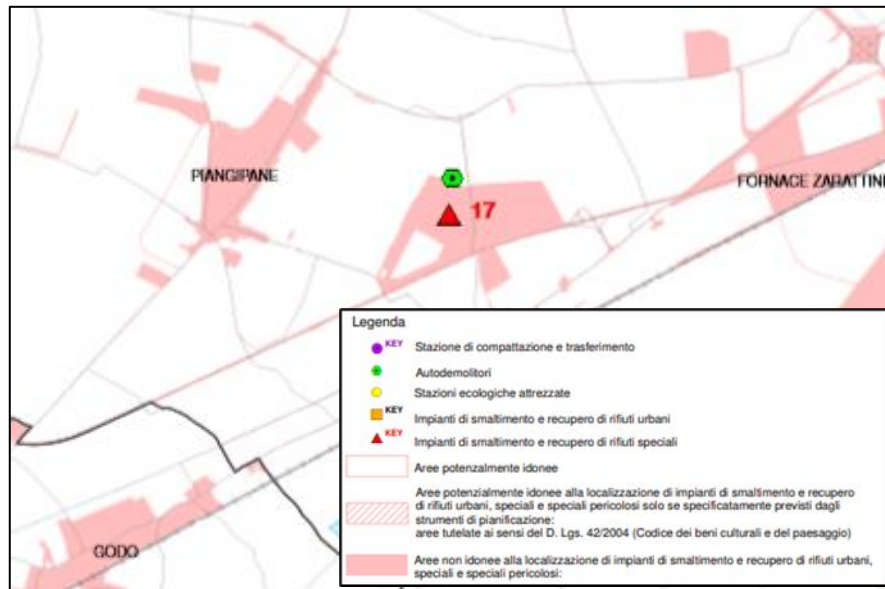 PIANGIPANE
17
FORNACE ZARATTINI
GODO
Legenda
KEY Stazione di compattazione e trasferimento
Autodemolitori
Stazioni ecologiche attrezzate
KEY Impianti di smaltimento e recupero di rifiuti urbani
KEY Impianti di smaltimento e recupero di rifiuti speciali
Aree potenzalmente idonee
Aree potenzialmente idonee alla localizzazione di impianti di smaltimento e recupero
di rifiuti urbani, speciali e speciali pericolosi solo se specificatamente previsti dagli
strumenti di pianificazione:
aree tutelate ai sensi del D. Lgs. 42/2004 (Codice dei beni culturali e del paesaggio)
Aree non idonee alla localizzazione di impianti di smaltimento e recupero di rifiuti urbani,
speciali e speciali pericolosi: